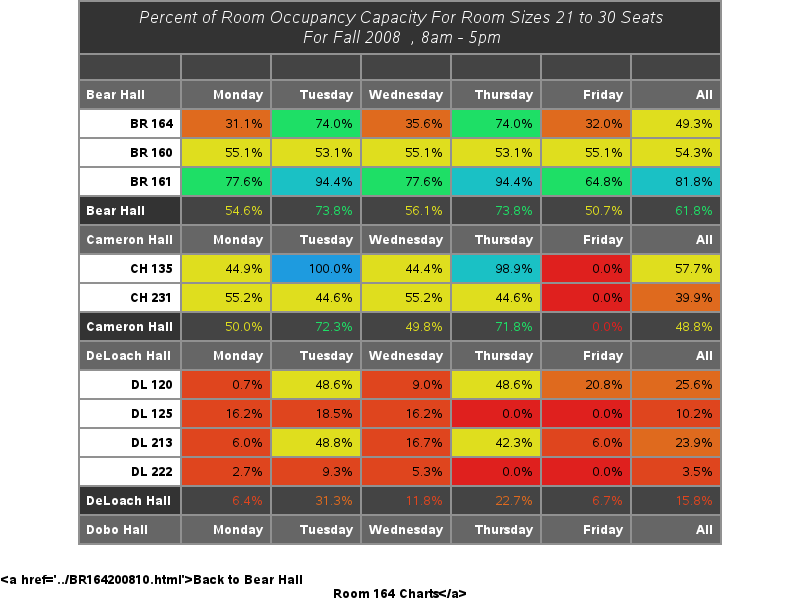 Percent of Room Occupancy Capacity For Room Sizes 21 to 30 Seats
For Fall 2008 , 8am - 5pm
Bear Hall Monday Tuesday Wednesday Thursday Friday All
BR 164 31.1% 74.0% 35.6% 74.0% 32.0% 49.3%
BR 160 55.1% 53.1% 55.1% 53.1% 55.1% 54.3%
BR 161 77.6% 94.4% 77.6% 94.4% 64.8% 81.8%
Bear Hall 54.6% 73.8% 56.1% 73.8% 50.7% 61.8%
Cameron Hall Monday Tuesday Wednesday Thursday Friday All
CH 135 44.9% 100.0% 44.4% 98.9% 0.0% 57.7%
CH 231 55.2% 44.6% 55.2% 44.6% 0.0% 39.9%
Cameron Hall 50.0% 72.3% 49.8% 71.8% 0.0% 48.8%
DeLoach Hall Monday Tuesday Wednesday Thursday Friday All
DL 120 0.7% 48.6% 9.0% 48.6% 20.8% 25.6%
DL 125 16.2% 18.5% 16.2% 0.0% 0.0% 10.2%
DL 213 6.0% 48.8% 16.7% 42.3% 6.0% 23.9%
DL 222 2.7% 9.3% 5.3% 0.0% 0.0% 3.5%
DeLoach Hall 6.4% 31.3% 11.8% 22.7% 6.7% 15.8%
Dobo Hall Monday Tuesday Wednesday Thursday Friday All
<a href='../BR164200810.html'>Back to Bear Hall
Room 164 Charts</a>